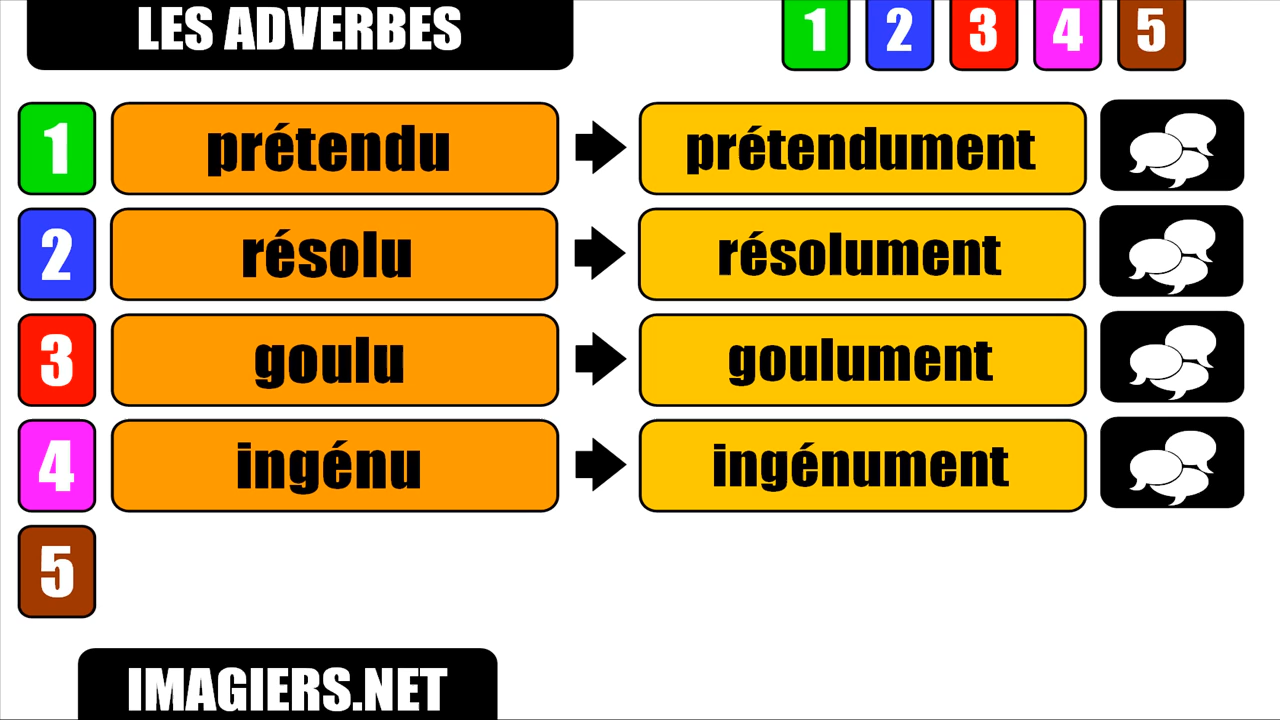 LES ADVERBES
1 2 3 4 5
1 prétendu prétendument
2 résolu résolument
3 goulu goulument
4 ingénu ingénument
5
IMAGIERS.NET